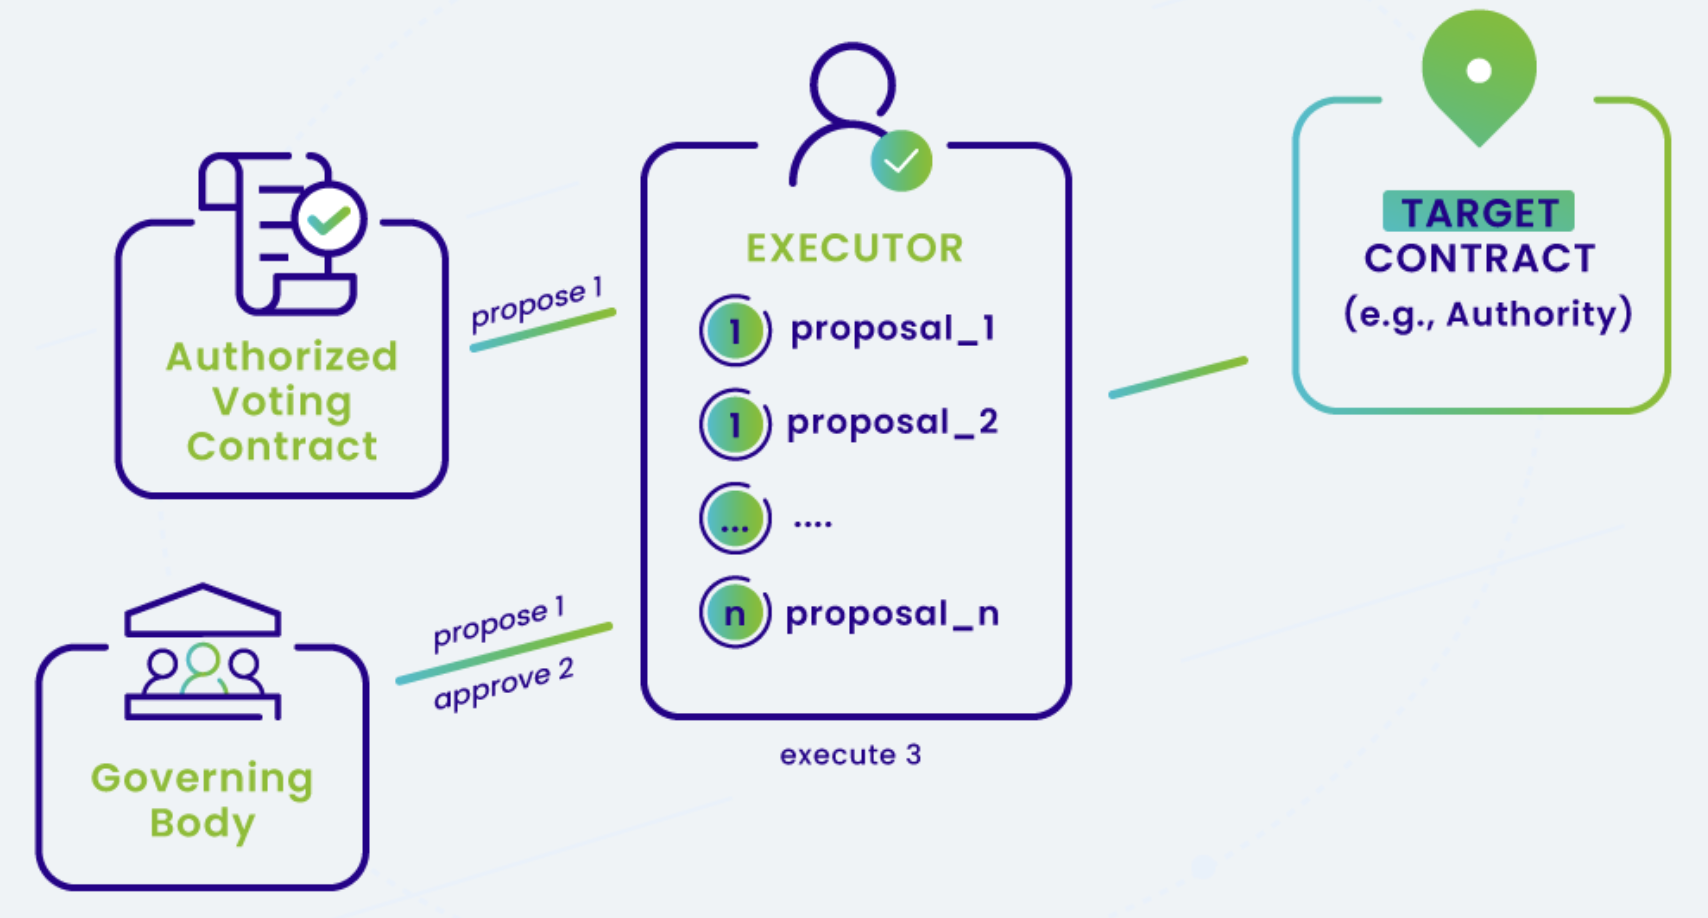 Authorized
Voting
Contract
propose 1
Governing
Body
propose 1
approve 2
EXECUTOR
1 proposal_1
1 proposal_2
... ....
n proposal_n
execute 3
TARGET
CONTRACT
(e.g., Authority)